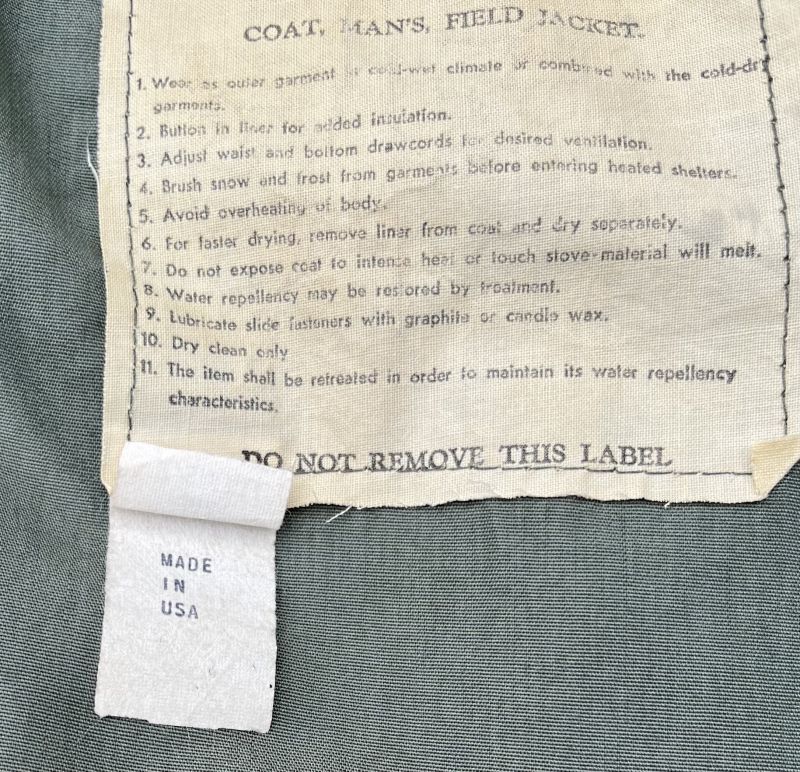 COAT, MAN'S, FIELD JACKET.
1. Wear as outer garment in cold-wet climate or combined with the cold-dry
garments.
2. Button in liner for added insulation.
3. Adjust waist and bottom drawcords for desired ventilation.
4. Brush snow and frost from garments before entering heated shelters.
5. Avoid overheating of body.
6. For faster drying, remove liner from coat and dry separately.
7. Do not expose coat to intense heat or touch stove-material will melt.
8. Water repellency may be restored by treatment.
9. Lubricate slide fasteners with graphite or candle wax.
10. Dry clean only
11. The item shall be retreated in order to maintain its water repellency
characteristics.
DO NOT REMOVE THIS LABEL
MADE
IN
USA